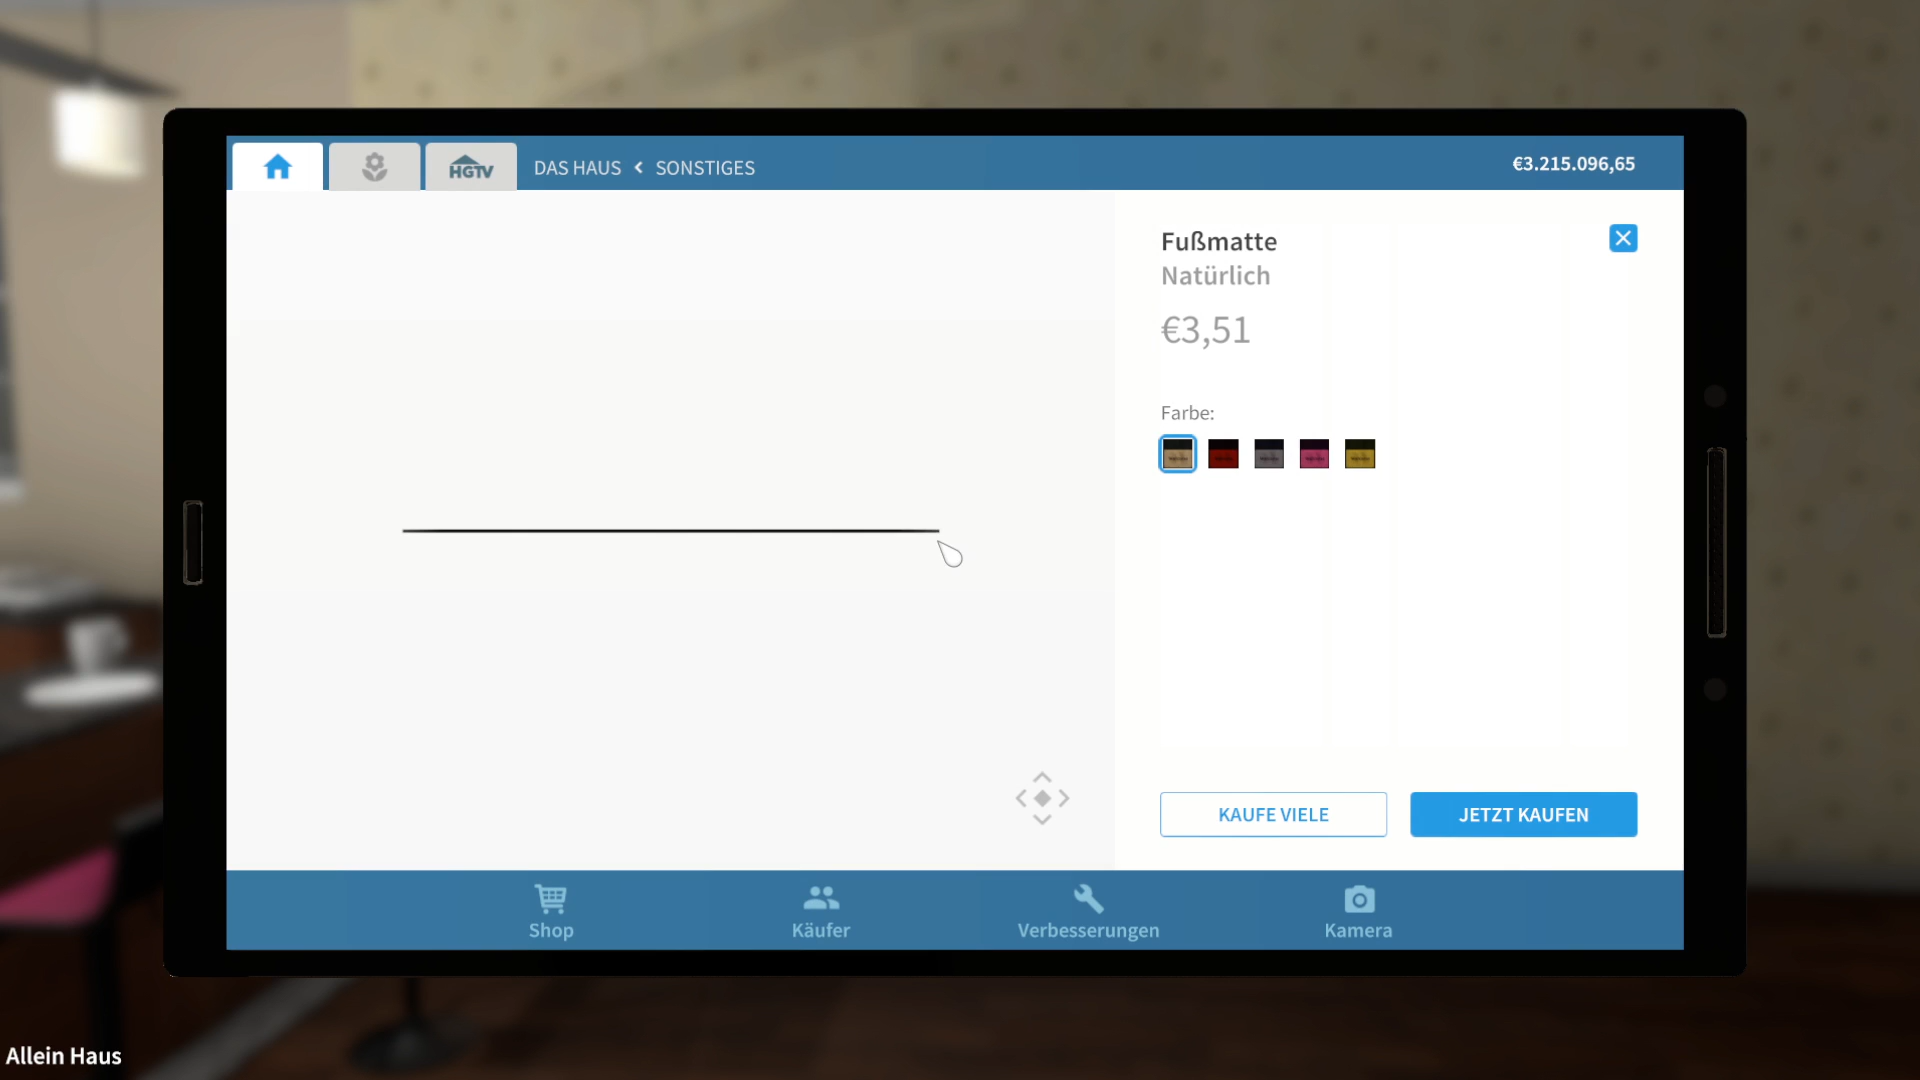 HGTV
DAS HAUS < SONSTIGES
€3.215.096,65
Fußmatte
Natürlich
€3,51
Farbe:
KAUFE VIELE
JETZT KAUFEN
Shop
Käufer
Verbesserungen
Kamera
Allein Haus